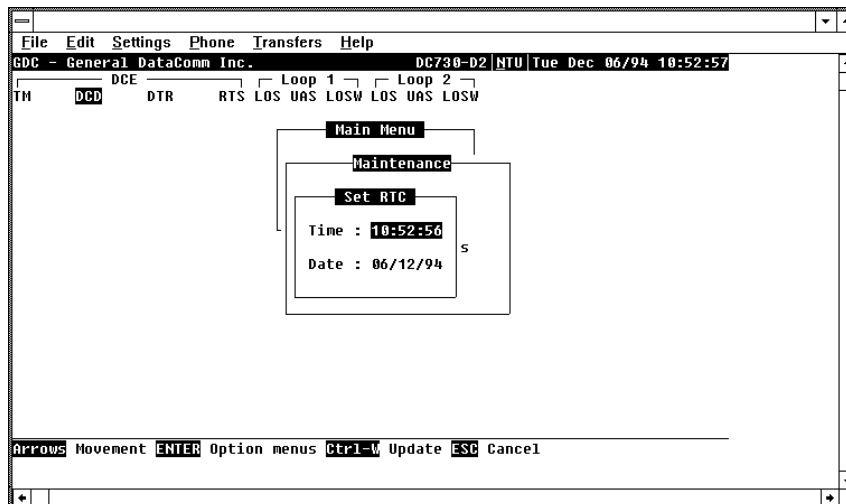 File Edit Settings Phone Transfers Help
GDC - General DataComm Inc. DC730-D2 NTU Tue Dec 06/94 10:52:57
DCE Loop 1 Loop 2
TM DCD DTR RTS LOS UAS LOSW LOS UAS LOSW
Main Menu
Maintenance
Set RTC
Time : 10:52:56
s
Date : 06/12/94
Arrows Movement ENTER Option menus Ctrl-W Update ESC Cancel